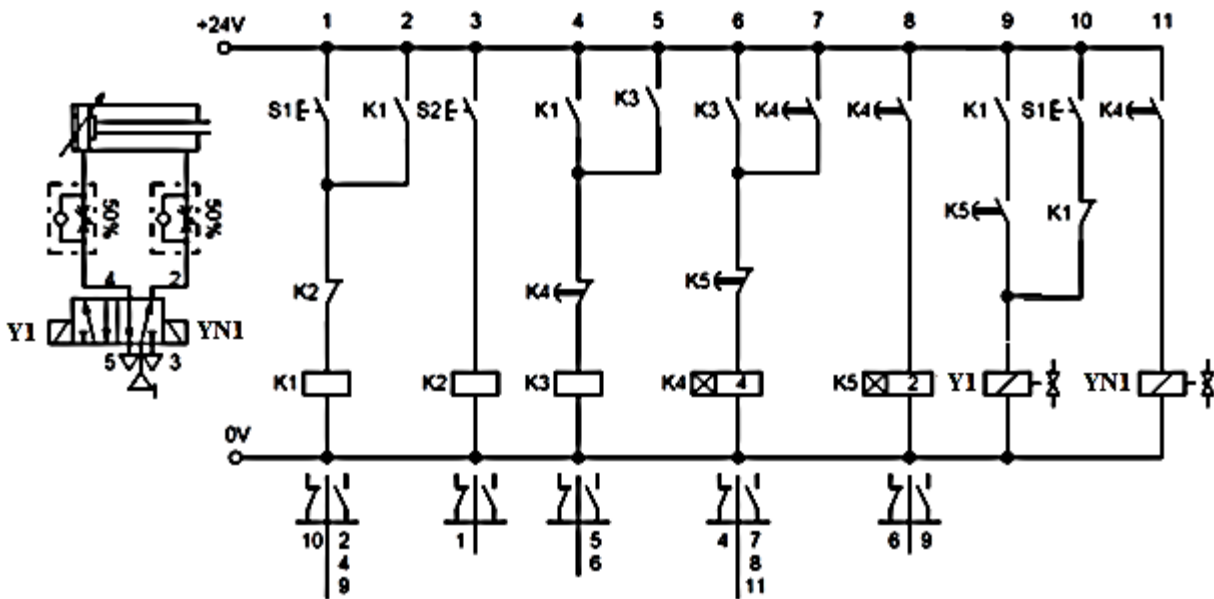 1 2 3 4 5 6 7 8 9 10 11
+24V
S1 K1 S2 K1 K3 K3 K4 K4 K1 S1 K4
50% 50%
K5 K1
4 2
K2 K4 K5
Y1 YN1
5 3
K1 K2 K3 K4 4 K5 2 Y1 YN1
0V
10 2 1 5 4 7 6 9
4 6 8
9 11